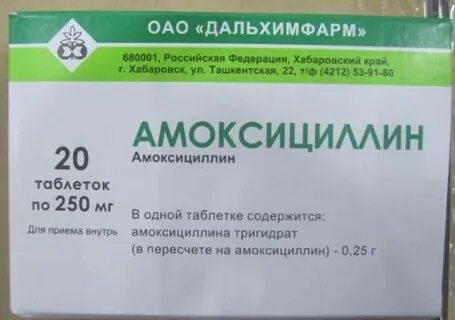 ОАО «ДАЛЬХИМФАРМ»
680001, Российская Федерация, Хабаровский край,
г. Хабаровск, ул. Ташкентская, 22, т/ф (4212) 53-91-86
АМОКСИЦИЛЛИН
Амоксициллин
20
таблеток
по 250 мг
Для приема внутрь
В одной таблетке содержится:
амоксициллина тригидрат
(в пересчете на амоксициллин) - 0,25 г